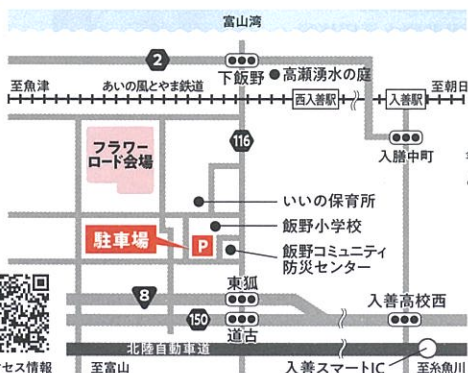 富山湾
2
下飯野
高瀬湧水の庭
至魚津
あいの風とやま鉄道
西入善駅
入善駅
至朝日
116
入膳中町
フラワー
ロード会場
いいの保育所
飯野小学校
駐車場
P
飯野コミュニティ
防災センター
東狐
8
入善高校西
150
道古
北陸自動車道
セス情報
至富山
入善スマートIC
至糸魚川